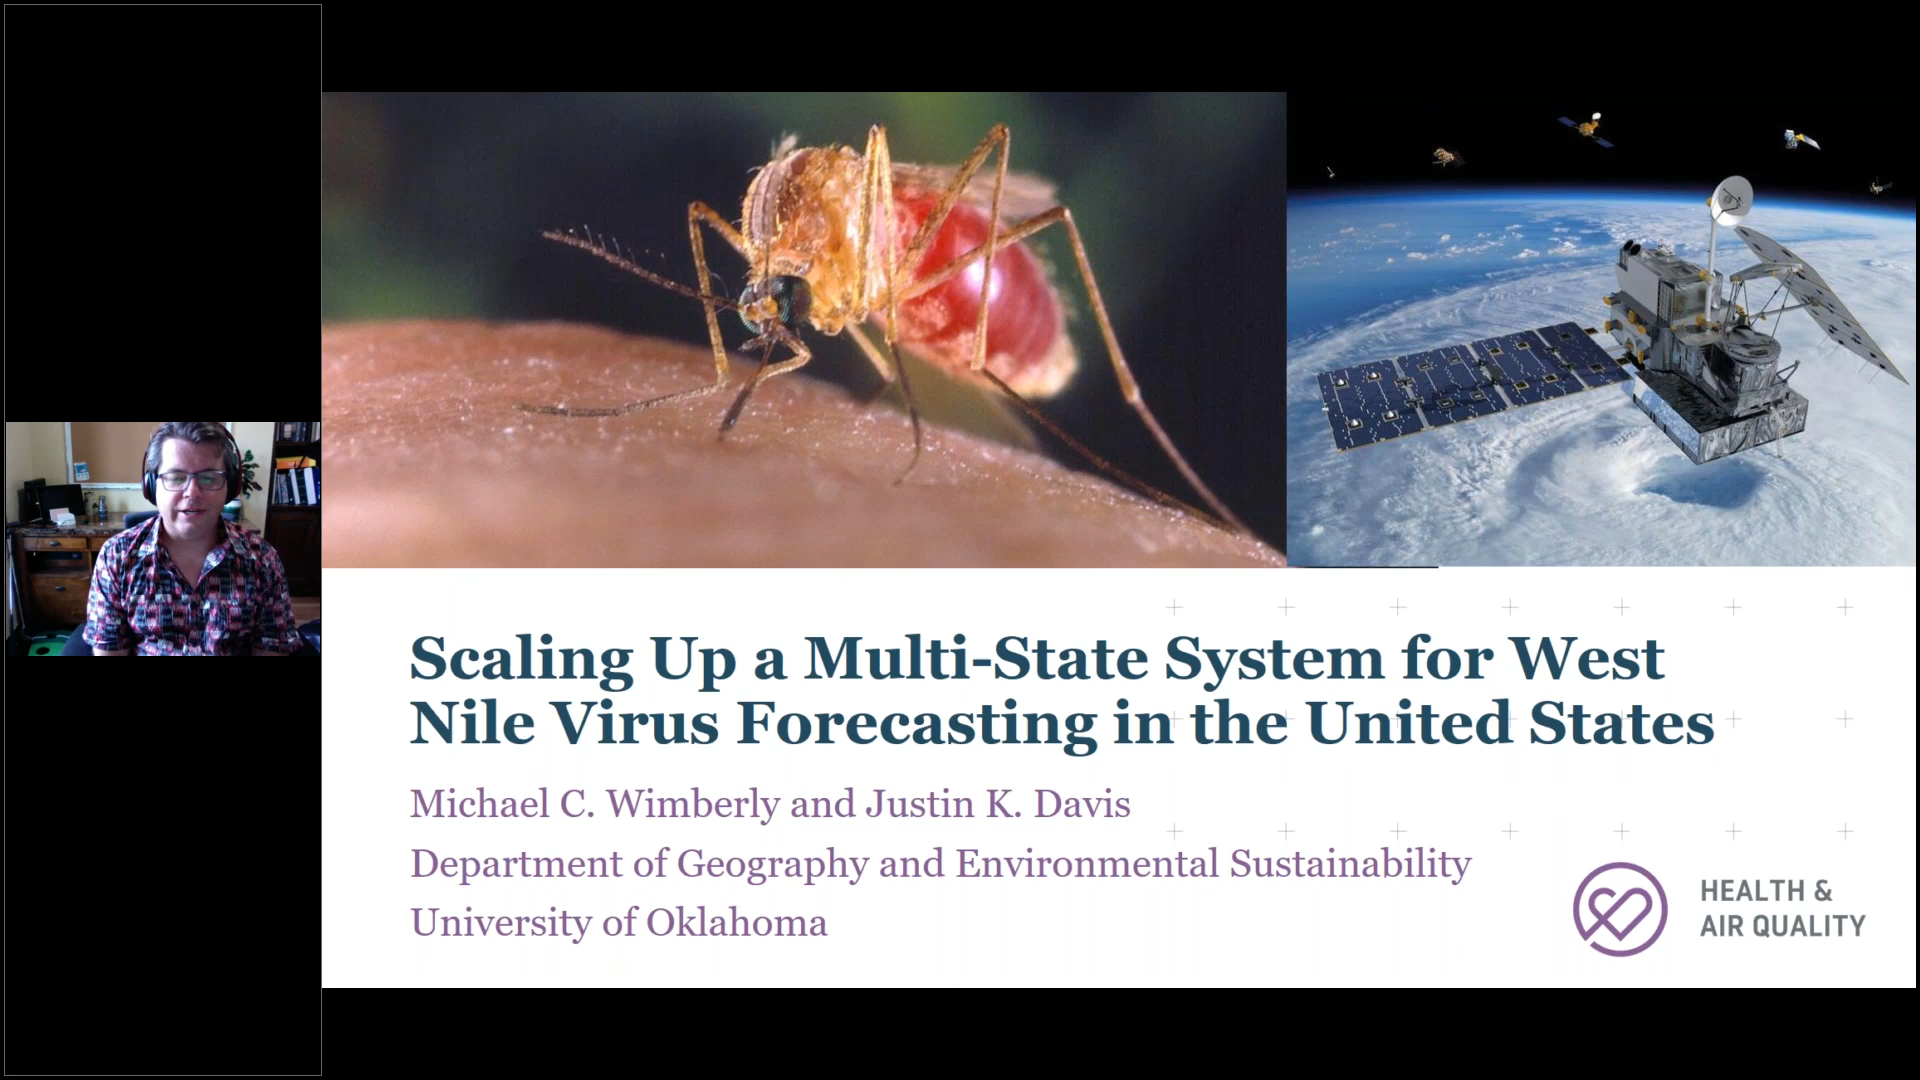 Scaling Up a Multi-State System for West
Nile Virus Forecasting in the United States
Michael C. Wimberly and Justin K. Davis
Department of Geography and Environmental Sustainability
University of Oklahoma
HEALTH &
AIR QUALITY